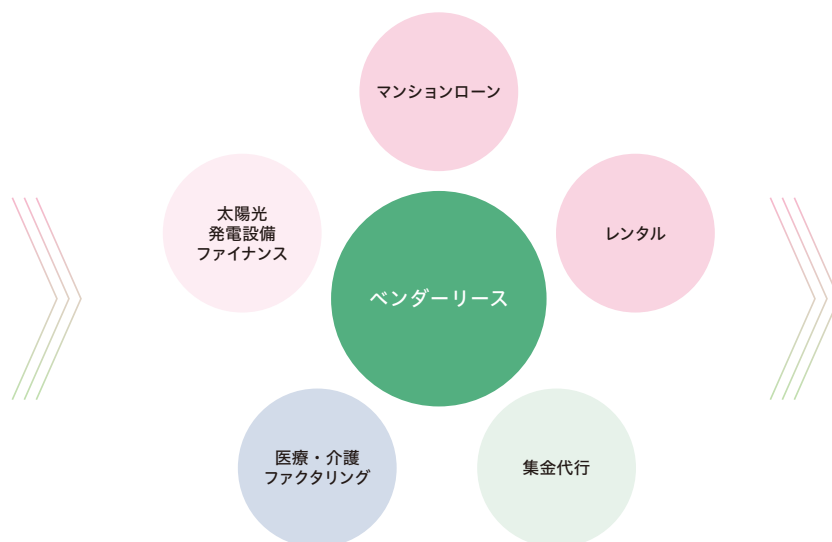 マンションローン
太陽光
発電設備
ファイナンス
レンタル
ベンダーリース
医療・介護
ファクタリング
集金代行